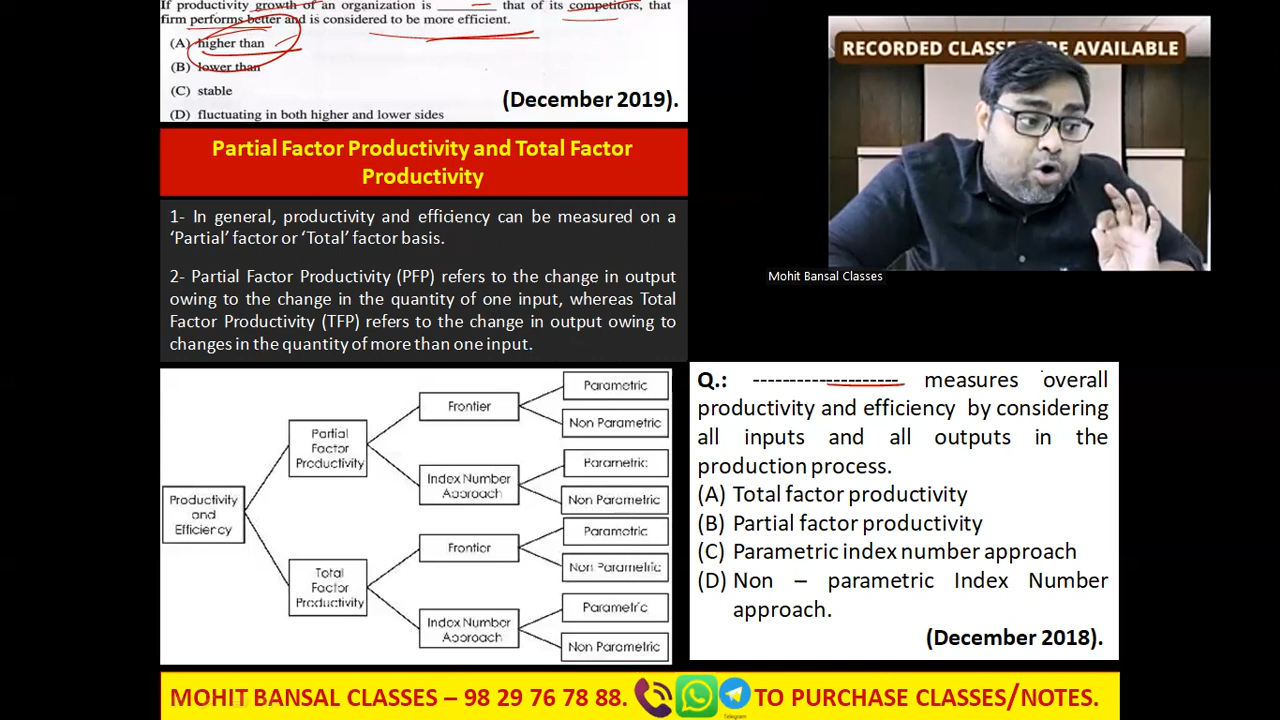 If productivity growth of an organization is ________ that of its competitors, that
firm performs better and is considered to be more efficient.
(A) higher than
(B) lower than
(C) stable
(D) fluctuating in both higher and lower sides
(December 2019).
RECORDED CLASSES ARE AVAILABLE
Mohit Bansal Classes
Partial Factor Productivity and Total Factor
Productivity
1- In general, productivity and efficiency can be measured on a
‘Partial’ factor or ‘Total’ factor basis.
2- Partial Factor Productivity (PFP) refers to the change in output
owing to the change in the quantity of one input, whereas Total
Factor Productivity (TFP) refers to the change in output owing to
changes in the quantity of more than one input.
Productivity
and
Efficiency
Partial
Factor
Productivity
Frontier
Parametric
Non Parametric
Index Number
Approach
Parametric
Non Parametric
Total
Factor
Productivity
Frontier
Parametric
Non Parametric
Index Number
Approach
Parametric
Non Parametric
Q.: -------------------- measures overall
productivity and efficiency by considering
all inputs and all outputs in the
production process.
(A) Total factor productivity
(B) Partial factor productivity
(C) Parametric index number approach
(D) Non – parametric Index Number
approach.
(December 2018).
MOHIT BANSAL CLASSES – 98 29 76 78 88. TO PURCHASE CLASSES/NOTES.
Telegram